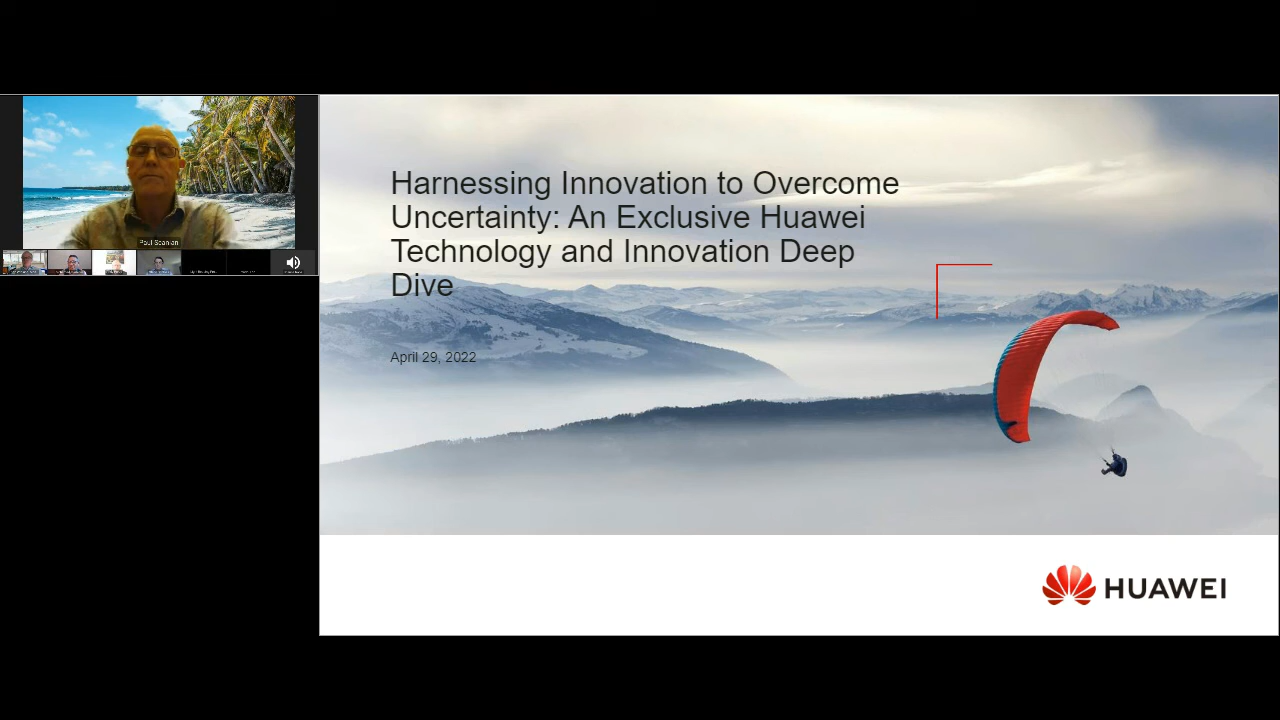 Paul Scanlan
Harnessing Innovation to Overcome
Uncertainty: An Exclusive Huawei
Technology and Innovation Deep
Dive
April 29, 2022
HUAWEI